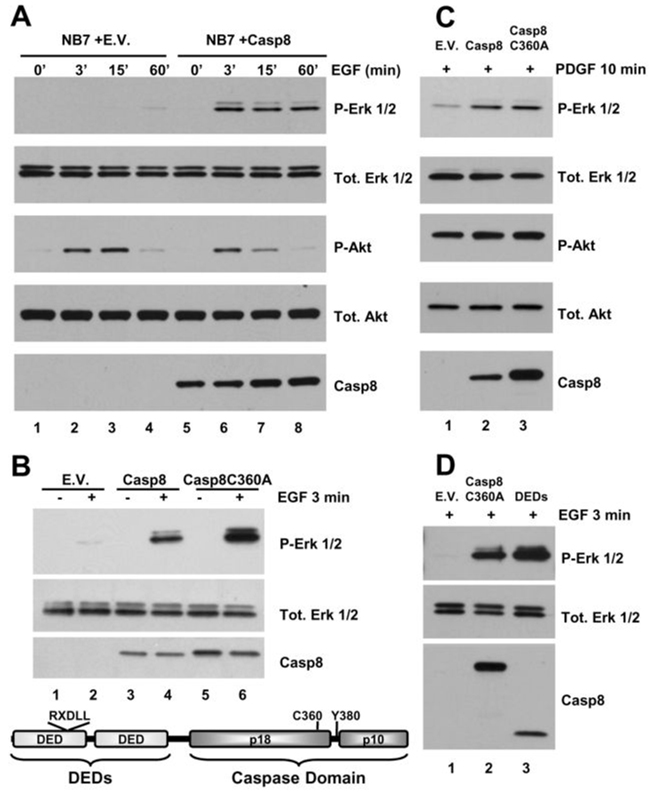 A
NB7 +E.V. NB7 +Casp8
0’ 3’ 15’ 60’ 0’ 3’ 15’ 60’ EGF (min)
P-Erk 1/2
Tot. Erk 1/2
P-Akt
Tot. Akt
Casp8
1 2 3 4 5 6 7 8
B
E.V. Casp8 Casp8C360A
- + - + - + EGF 3 min
P-Erk 1/2
Tot. Erk 1/2
Casp8
1 2 3 4 5 6
RXDLL C360 Y380
DED DED p18 p10
DEDs Caspase Domain
C
Casp8
E.V. Casp8 C360A
+ + + PDGF 10 min
P-Erk 1/2
Tot. Erk 1/2
P-Akt
Tot. Akt
Casp8
1 2 3
D
Casp8
E.V. C360A DEDs
+ + + EGF 3 min
P-Erk 1/2
Tot. Erk 1/2
Casp8
1 2 3